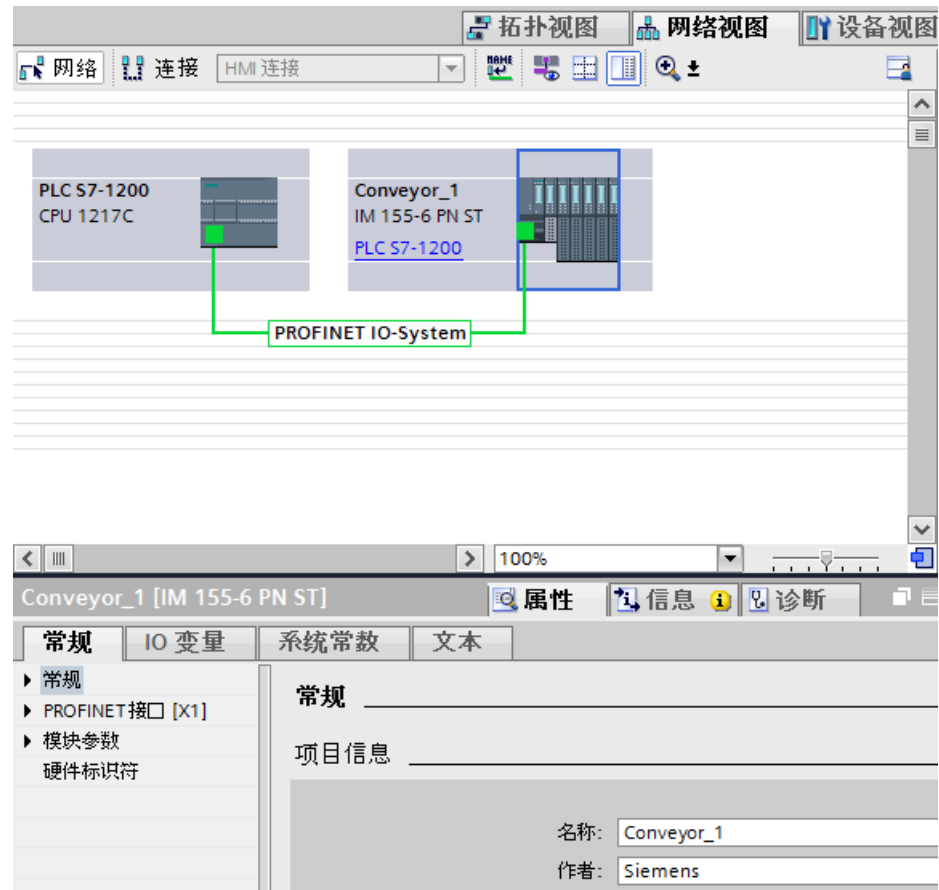 拓扑视图 网络视图 设备视图
网络 连接 HMI 连接
PLC S7-1200
CPU 1217C
Conveyor_1
IM 155-6 PN ST
PLC S7-1200
PROFINET IO-System
100%
Conveyor_1 [IM 155-6 PN ST] 属性 信息 诊断
常规 IO 变量 系统常数 文本
常规
PROFINET接口 [X1]
模块参数
硬件标识符
常规
项目信息
名称: Conveyor_1
作者: Siemens